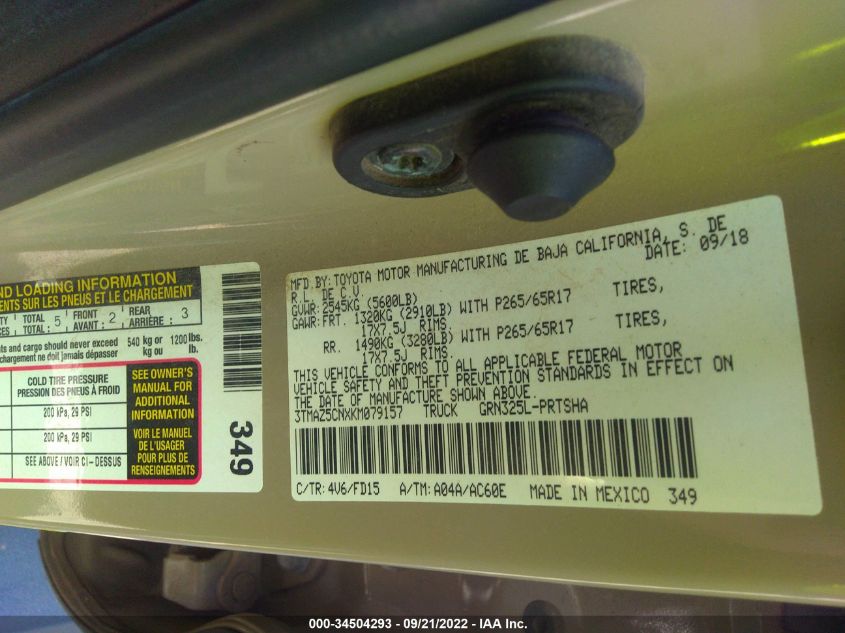 ND LOADING INFORMATION
ENTS SUR LES PNEUS ET LE CHARGEMENT
TY TOTAL FRONT REAR
CES TOTAL: 5 AVANT: 2 ARRIÈRE: 3
nts and cargo should never exceed 540 kg or 1200 lbs.
chargement ne doit jamais dépasser kg ou lb.
COLD TIRE PRESSURE
PRESSION DES PNEUS À FROID
200 kPa, 29 PSI
200 kPa, 29 PSI
SEE ABOVE / VOIR CI-DESSUS
SEE OWNER'S
MANUAL FOR
ADDITIONAL
INFORMATION
VOIR LE MANUEL
DE L'USAGER
POUR PLUS DE
RENSEIGNEMENTS
349
MFD.BY:TOYOTA MOTOR MANUFACTURING DE BAJA CALIFORNIA, S. DE
R.L. DE C.V. DATE: 09/18
GVWR:2545KG (5600LB)
GAWR:FRT. 1320KG (2910LB) WITH P265/65R17 TIRES,
17X7.5J RIMS.
RR. 1490KG (3280LB) WITH P265/65R17 TIRES,
17X7.5J RIMS.
THIS VEHICLE CONFORMS TO ALL APPLICABLE FEDERAL MOTOR
VEHICLE SAFETY AND THEFT PREVENTION STANDARDS IN EFFECT ON
THE DATE OF MANUFACTURE SHOWN ABOVE.
3TMAZ5CNXKM079157 TRUCK GRN325L-PRTSHA
C/TR: 4V6/FD15 A/TM: A04A/AC60E MADE IN MEXICO 349
000-34504293 - 09/21/2022 - IAA Inc.